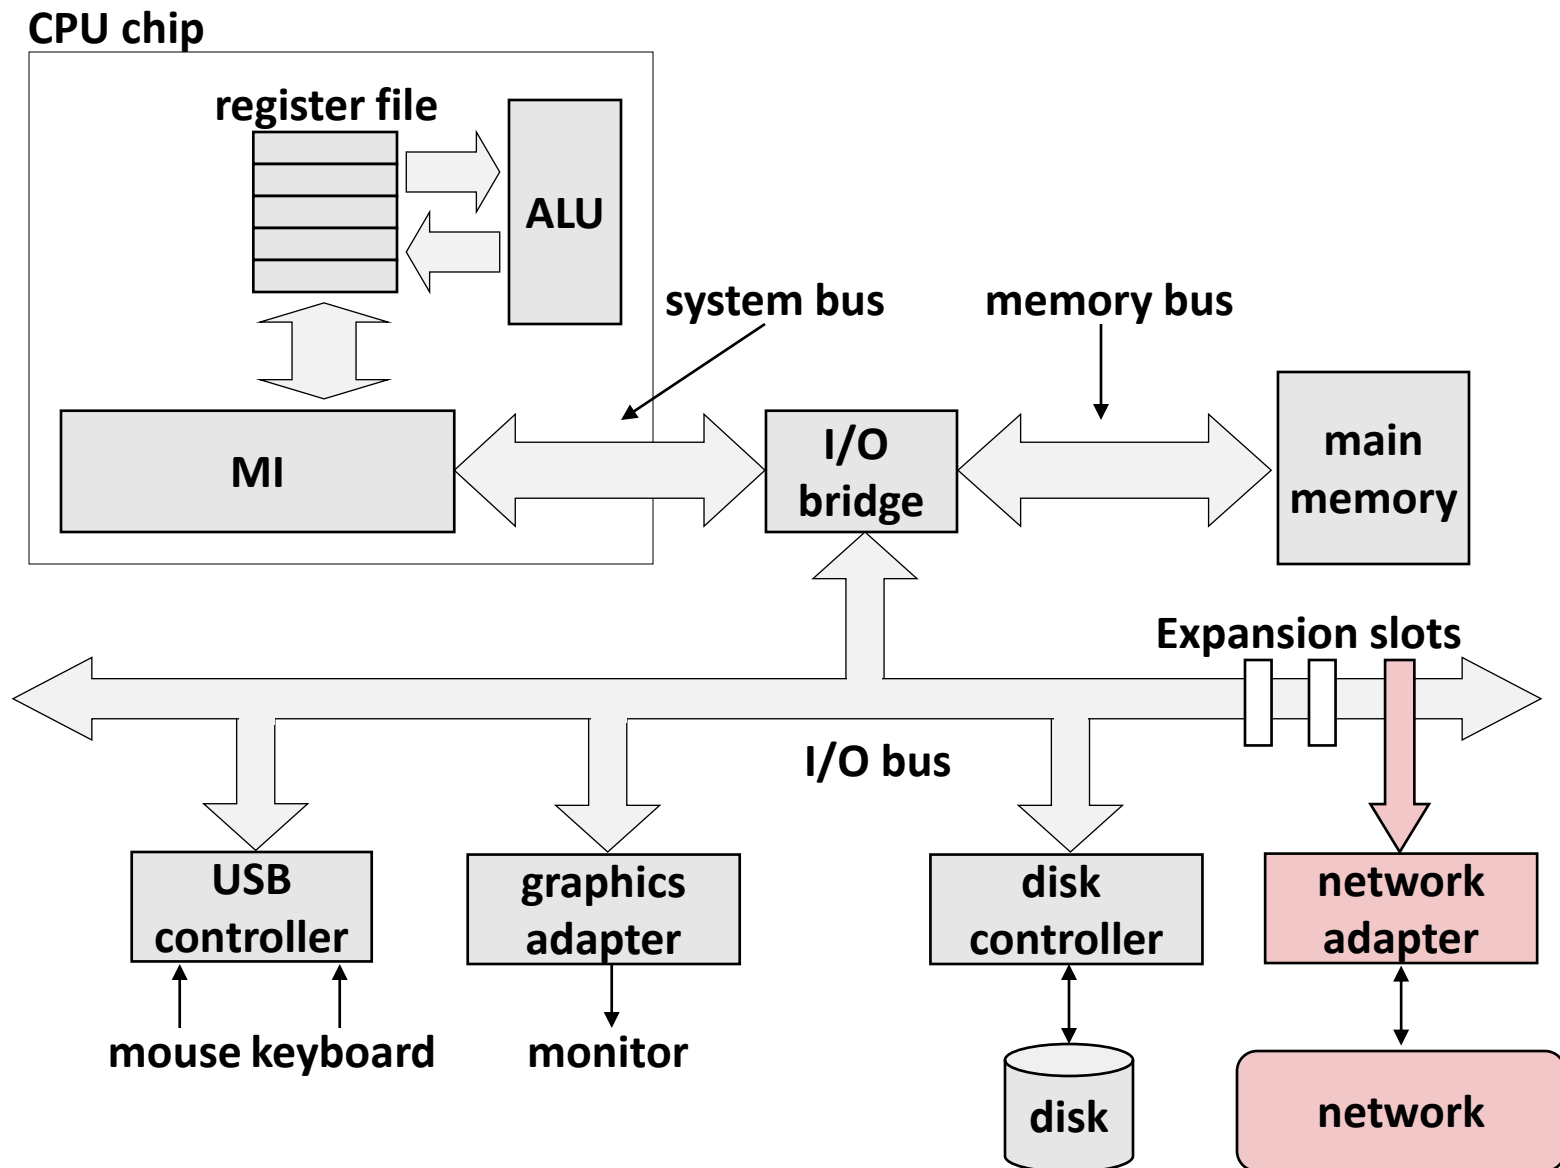 CPU chip
register file
ALU
system bus
memory bus
MI
I/O
bridge
main
memory
Expansion slots
I/O bus
USB
controller
graphics
adapter
disk
controller
network
adapter
mouse keyboard
monitor
disk
network